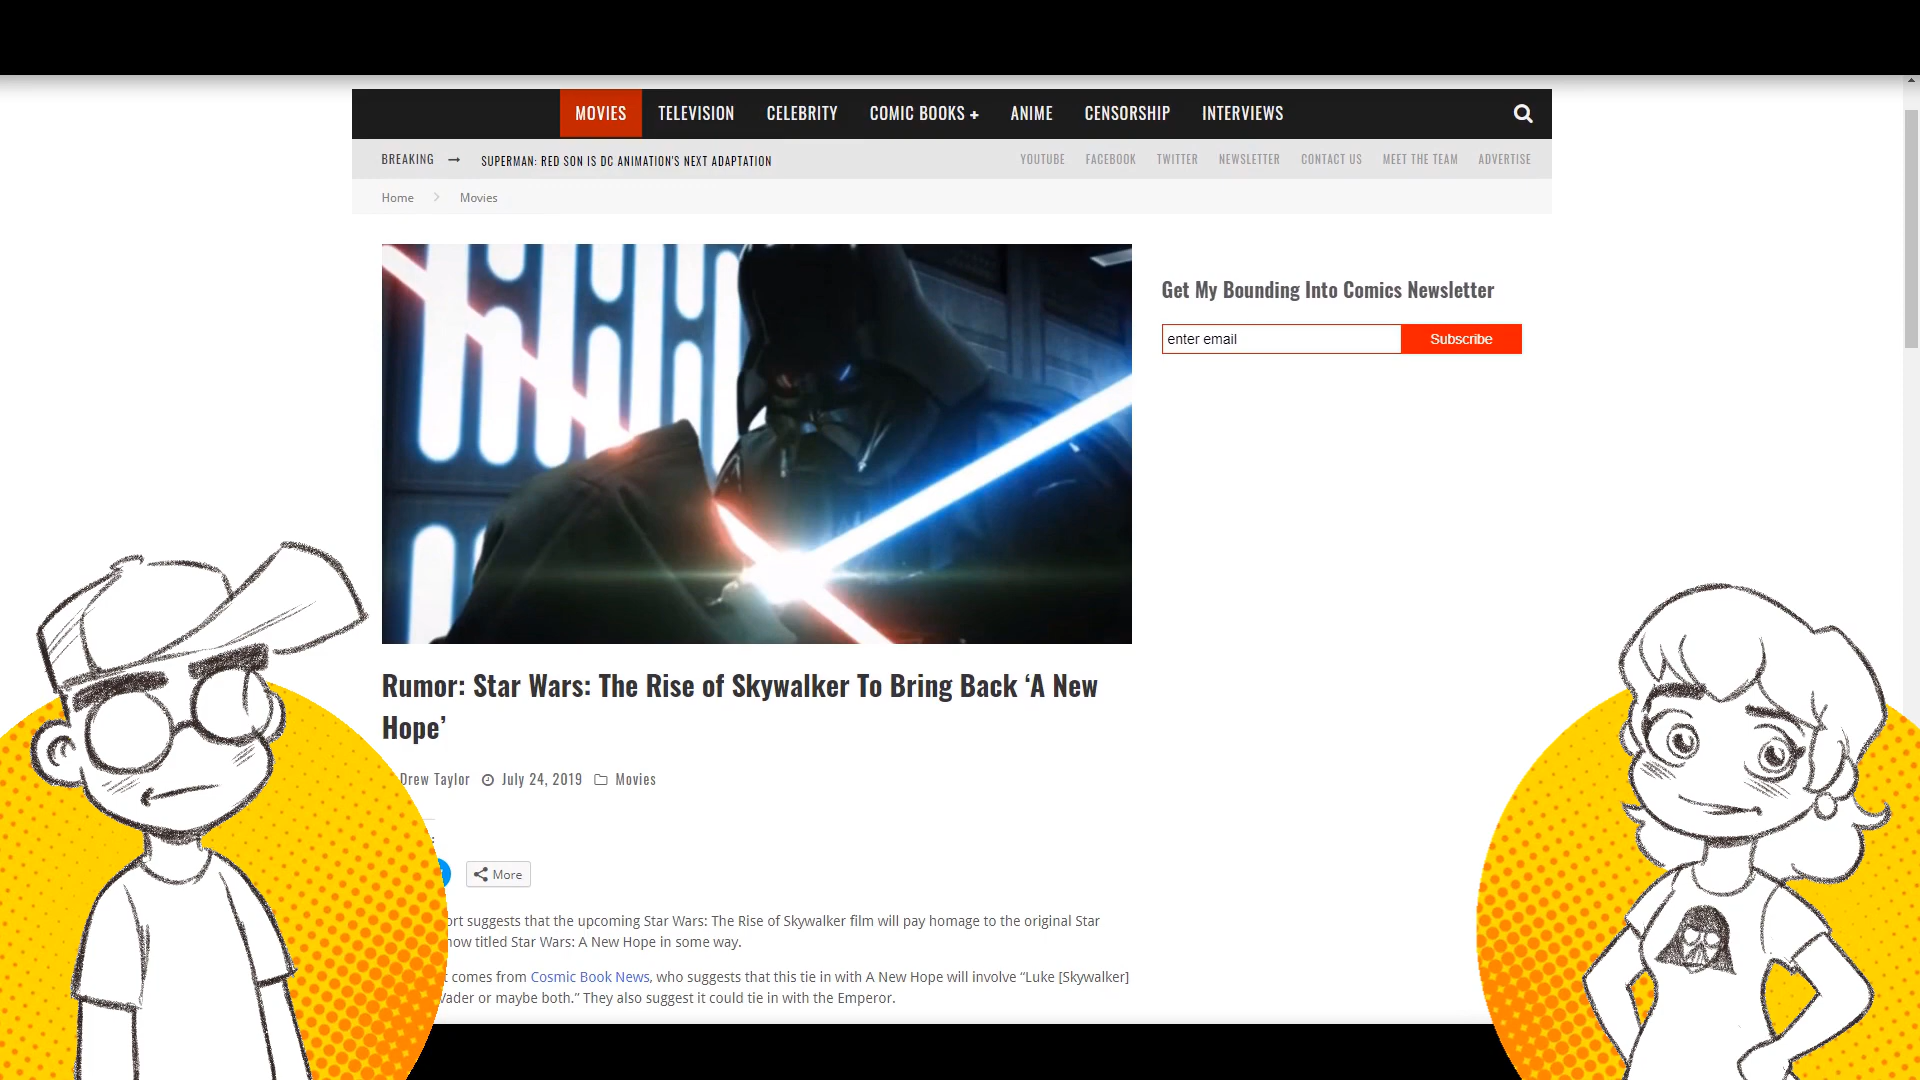 MOVIES TELEVISION CELEBRITY COMIC BOOKS + ANIME CENSORSHIP INTERVIEWS
BREAKING → SUPERMAN: RED SON IS DC ANIMATION'S NEXT ADAPTATION YOUTUBE FACEBOOK TWITTER NEWSLETTER CONTACT US MEET THE TEAM ADVERTISE
Home > Movies
Get My Bounding Into Comics Newsletter
enter email Subscribe
Rumor: Star Wars: The Rise of Skywalker To Bring Back ‘A New
Hope’
Drew Taylor July 24, 2019 Movies
More
suggests that the upcoming Star Wars: The Rise of Skywalker film will pay homage to the original Star
now titled Star Wars: A New Hope in some way.
comes from Cosmic Book News, who suggests that this tie in with A New Hope will involve “Luke [Skywalker]
Vader or maybe both.” They also suggest it could tie in with the Emperor.